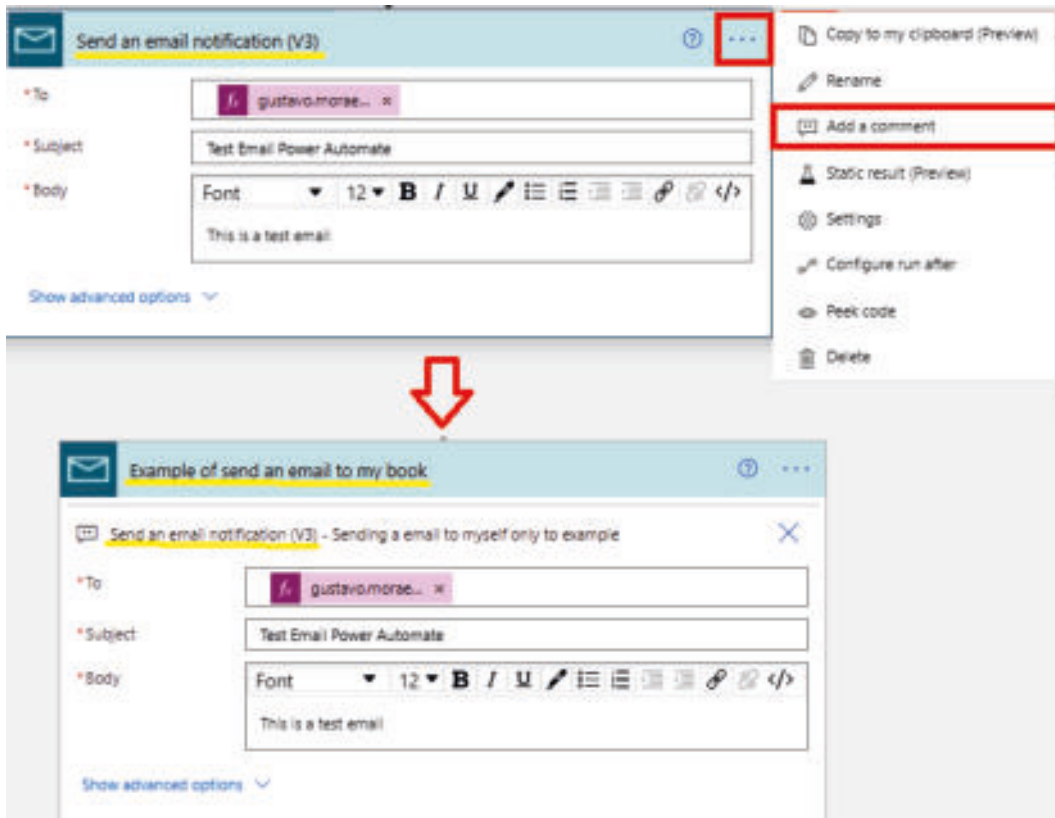 Send an email notification (V3)
Copy to my clipboard (Preview)
Rename
Add a comment
Static result (Preview)
Settings
Configure run after
Peek code
Delete
*To
fx gustavo.morae... ×
*Subject
Test Email Power Automate
*Body
Font 12 B I U </>
This is a test email
Show advanced options
Example of send an email to my book
Send an email notification (V3) - Sending a email to myself only to example
*To
fx gustavo.morae... ×
*Subject
Test Email Power Automate
*Body
Font 12 B I U </>
This is a test email
Show advanced options